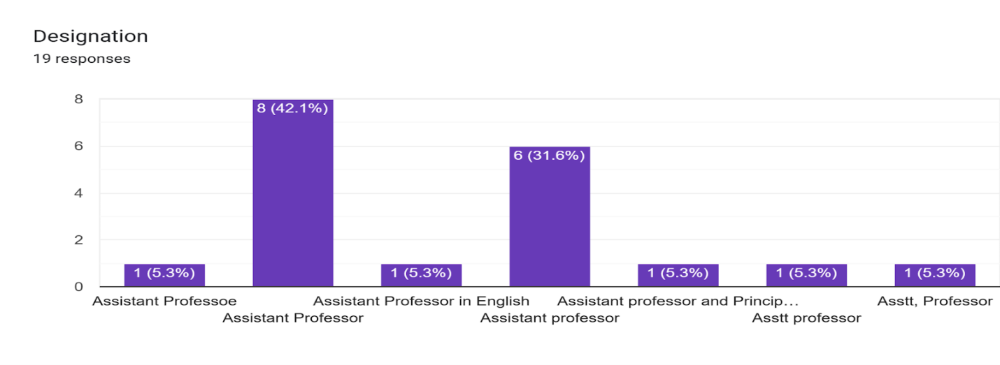 Designation
19 responses
8
8 (42.1%)
6
6 (31.6%)
4
2
1 (5.3%)
1 (5.3%)
1 (5.3%)
1 (5.3%)
1 (5.3%)
0
Assistant Professoe
Assistant Professor in English
Assistant professor and Princip…
Asstt, Professor
Assistant Professor
Assistant professor
Asstt professor